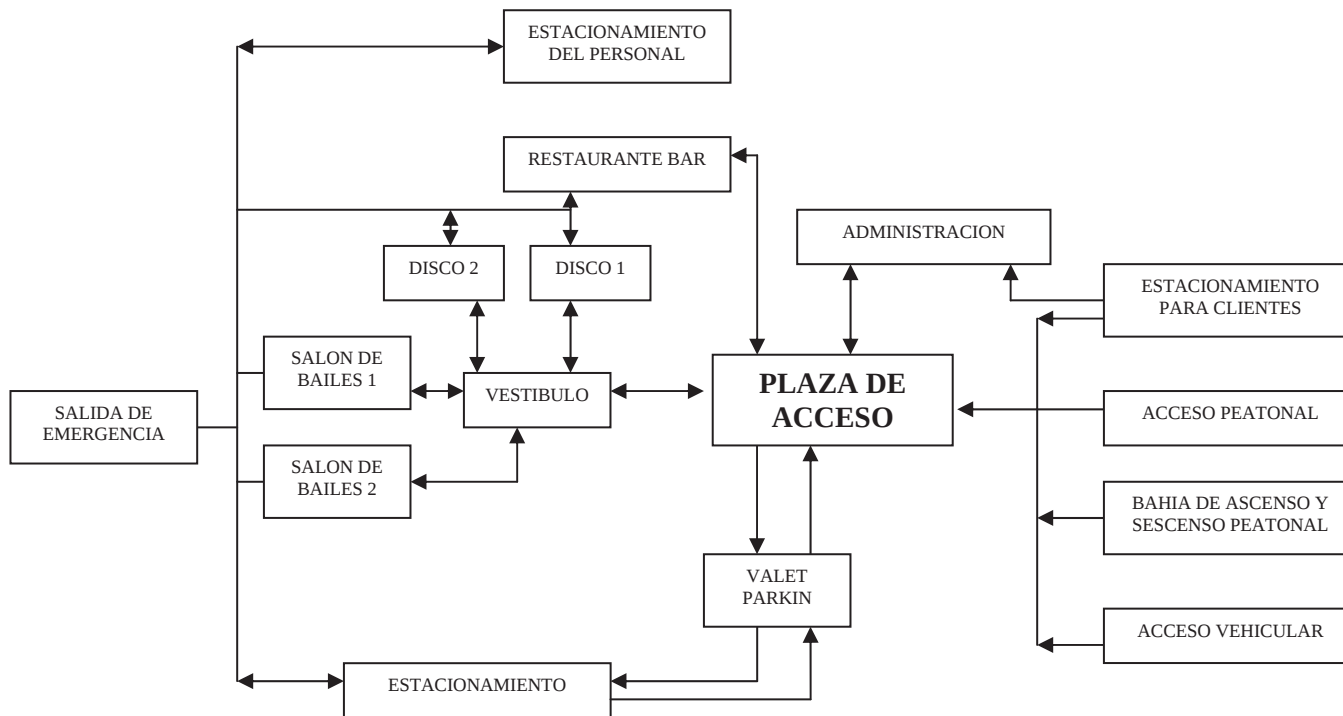 ESTACIONAMIENTO
DEL PERSONAL
RESTAURANTE BAR
ADMINISTRACION
DISCO 2
DISCO 1
ESTACIONAMIENTO
PARA CLIENTES
SALON DE
BAILES 1
VESTIBULO
PLAZA DE
ACCESO
SALIDA DE
EMERGENCIA
ACCESO PEATONAL
SALON DE
BAILES 2
BAHIA DE ASCENSO Y
SESCENSO PEATONAL
VALET
PARKIN
ACCESO VEHICULAR
ESTACIONAMIENTO